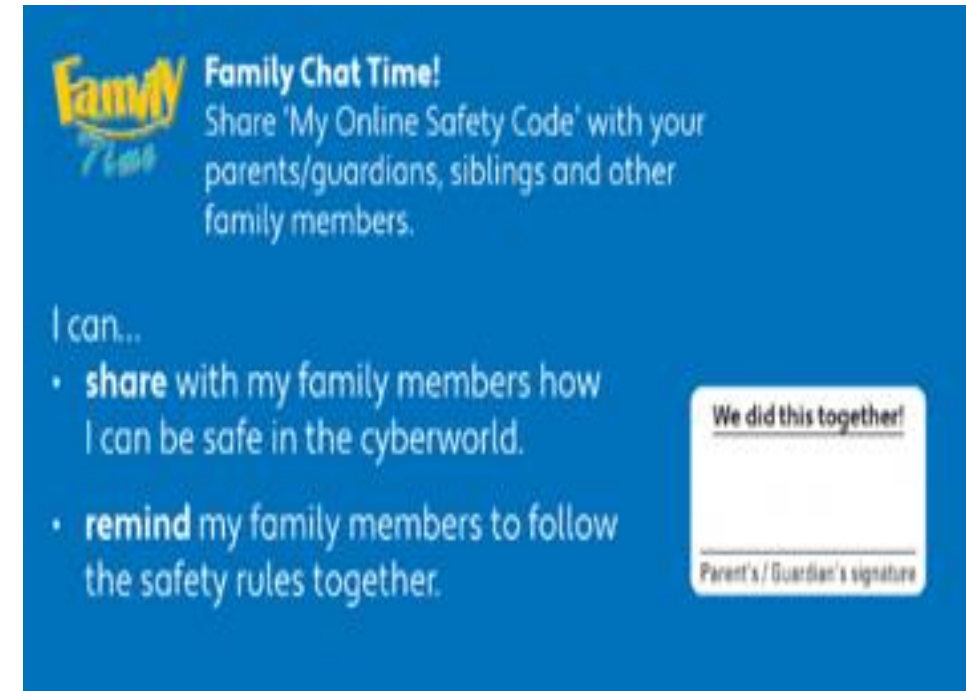 Family
Time
Family Chat Time!
Share 'My Online Safety Code' with your
parents/guardians, siblings and other
family members.
I can...
• share with my family members how
I can be safe in the cyberworld.
• remind my family members to follow
the safety rules together.
We did this together!
Parent's / Guardian's signature